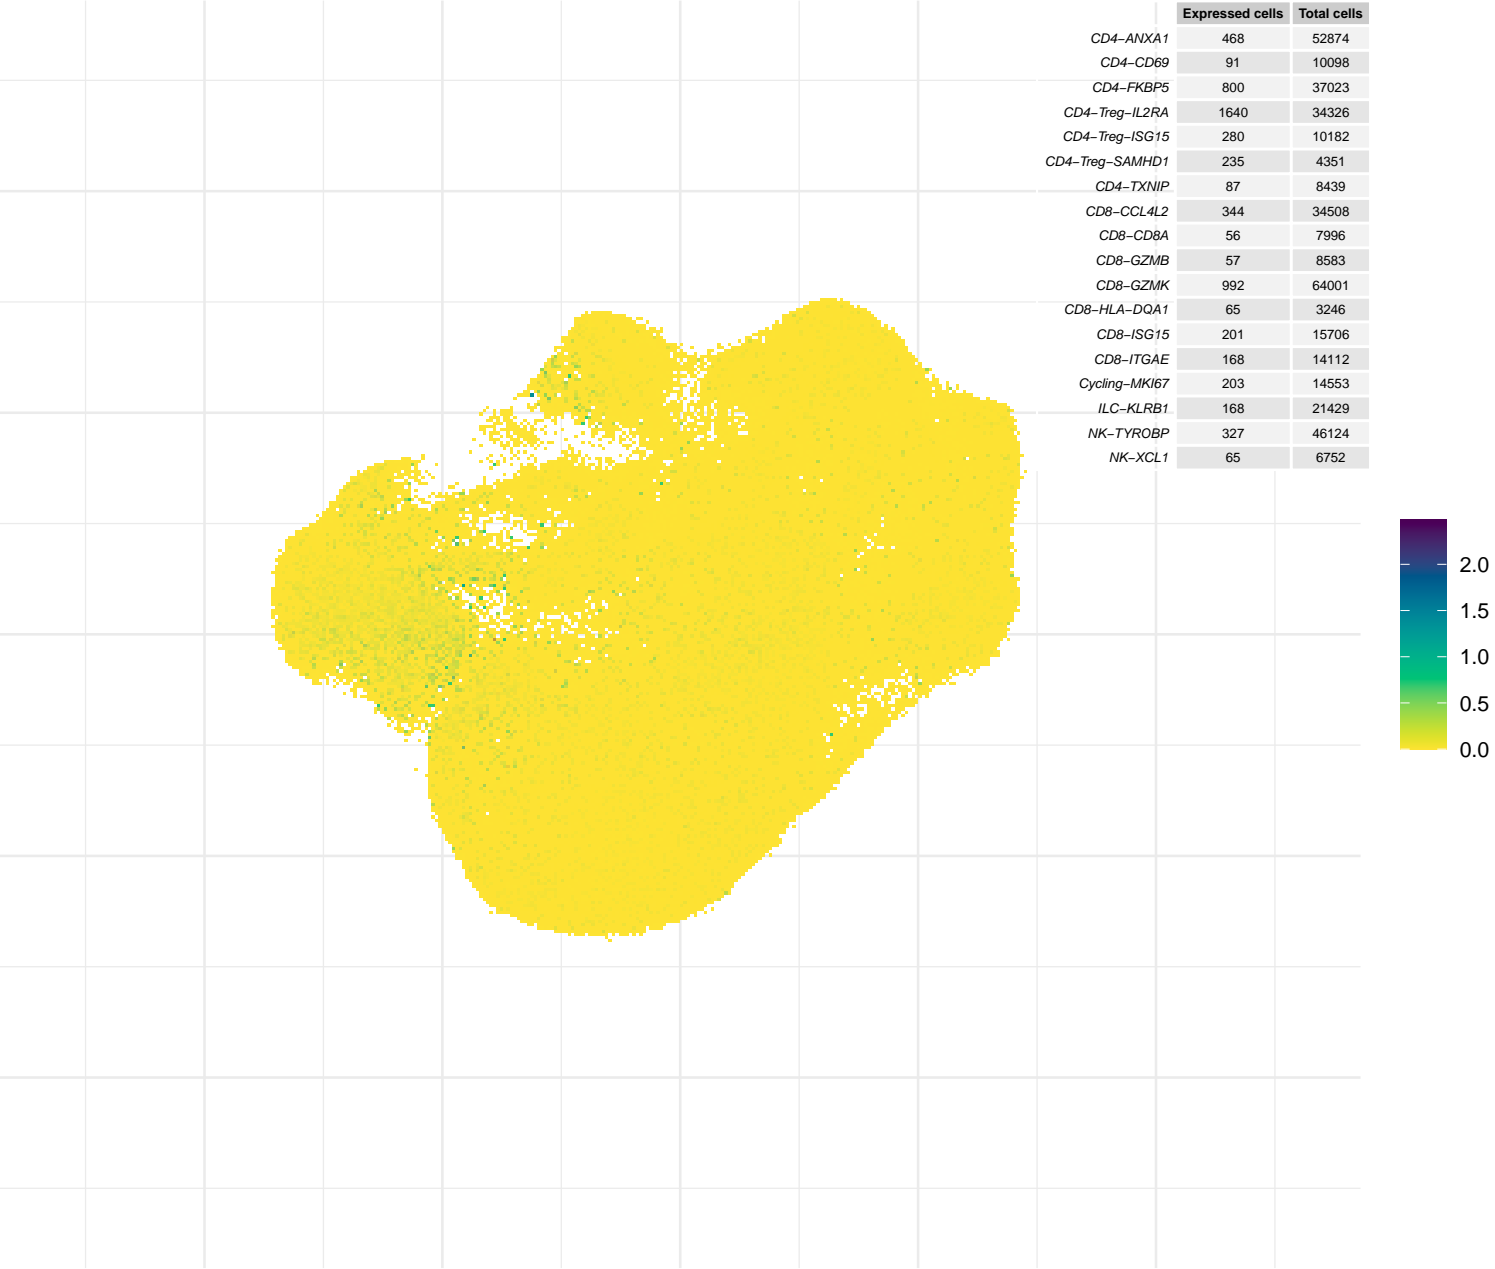 Expressed cells Total cells
CD4−ANXA1 468 52874
CD4−CD69 91 10098
CD4−FKBP5 800 37023
CD4−Treg−IL2RA 1640 34326
CD4−Treg−ISG15 280 10182
CD4−Treg−SAMHD1 235 4351
CD4−TXNIP 87 8439
CD8−CCL4L2 344 34508
CD8−CD8A 56 7996
CD8−GZMB 57 8583
CD8−GZMK 992 64001
CD8−HLA−DQA1 65 3246
CD8−ISG15 201 15706
CD8−ITGAE 168 14112
Cycling−MKI67 203 14553
ILC−KLRB1 168 21429
NK−TYROBP 327 46124
NK−XCL1 65 6752
2.0
1.5
1.0
0.5
0.0